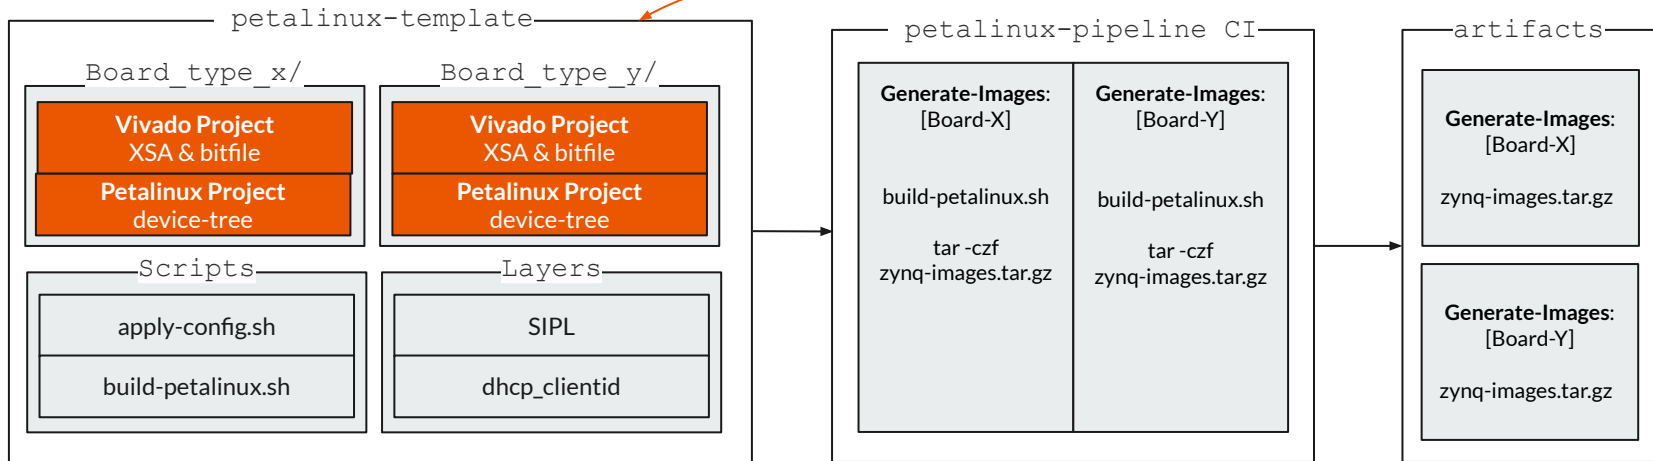 petalinux-template
Board_type_x/
Vivado Project
XSA & bitfile
Petalinux Project
device-tree
Board_type_y/
Vivado Project
XSA & bitfile
Petalinux Project
device-tree
Scripts
apply-config.sh
build-petalinux.sh
Layers
SIPL
dhcp_clientid
petalinux-pipeline CI
Generate-Images:
[Board-X]
build-petalinux.sh
tar -czf
zynq-images.tar.gz
Generate-Images:
[Board-Y]
build-petalinux.sh
tar -czf
zynq-images.tar.gz
artifacts
Generate-Images:
[Board-X]
zynq-images.tar.gz
Generate-Images:
[Board-Y]
zynq-images.tar.gz